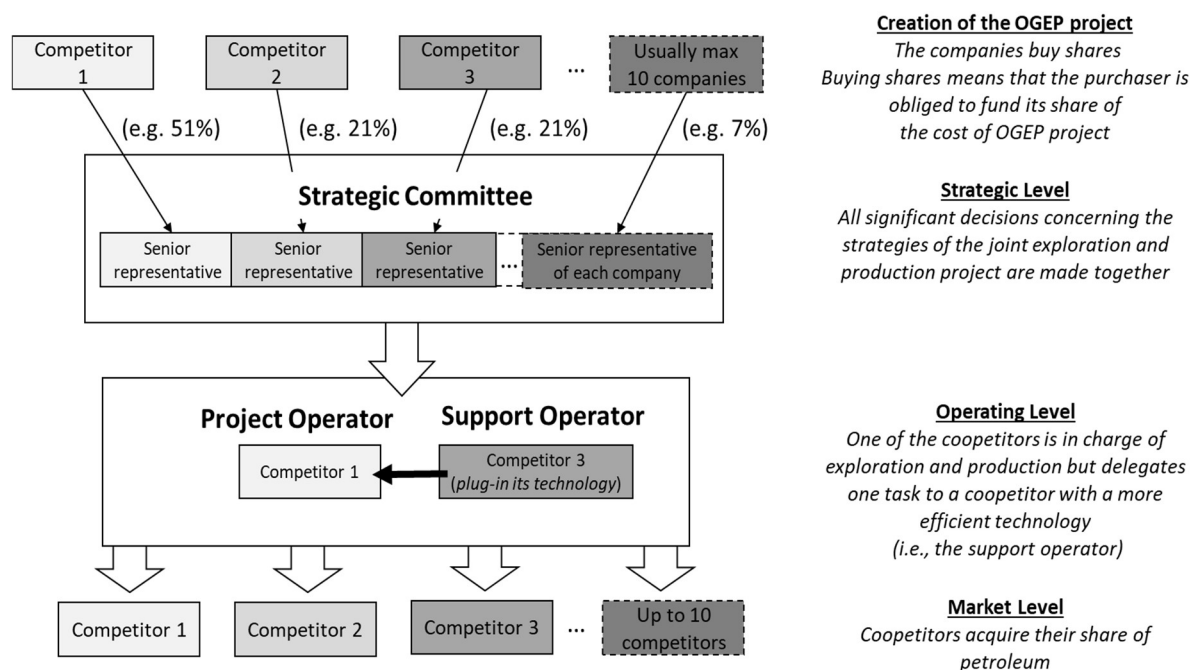 Competitor
1
Competitor
2
Competitor
3
...
Usually max
10 companies
(e.g. 51%)
(e.g. 21%)
(e.g. 21%)
(e.g. 7%)
Creation of the OGEP project
The companies buy shares
Buying shares means that the purchaser is
obliged to fund its share of
the cost of OGEP project
Strategic Committee
Senior
representative
Senior
representative
Senior
representative
...
Senior representative
of each company
Strategic Level
All significant decisions concerning the
strategies of the joint exploration and
production project are made together
Project Operator
Support Operator
Competitor 1
Competitor 3
(plug-in its technology)
Operating Level
One of the coopetitors is in charge of
exploration and production but delegates
one task to a coopetitor with a more
efficient technology
(i.e., the support operator)
Competitor 1
Competitor 2
Competitor 3
...
Up to 10
competitors
Market Level
Coopetitors acquire their share of
petroleum